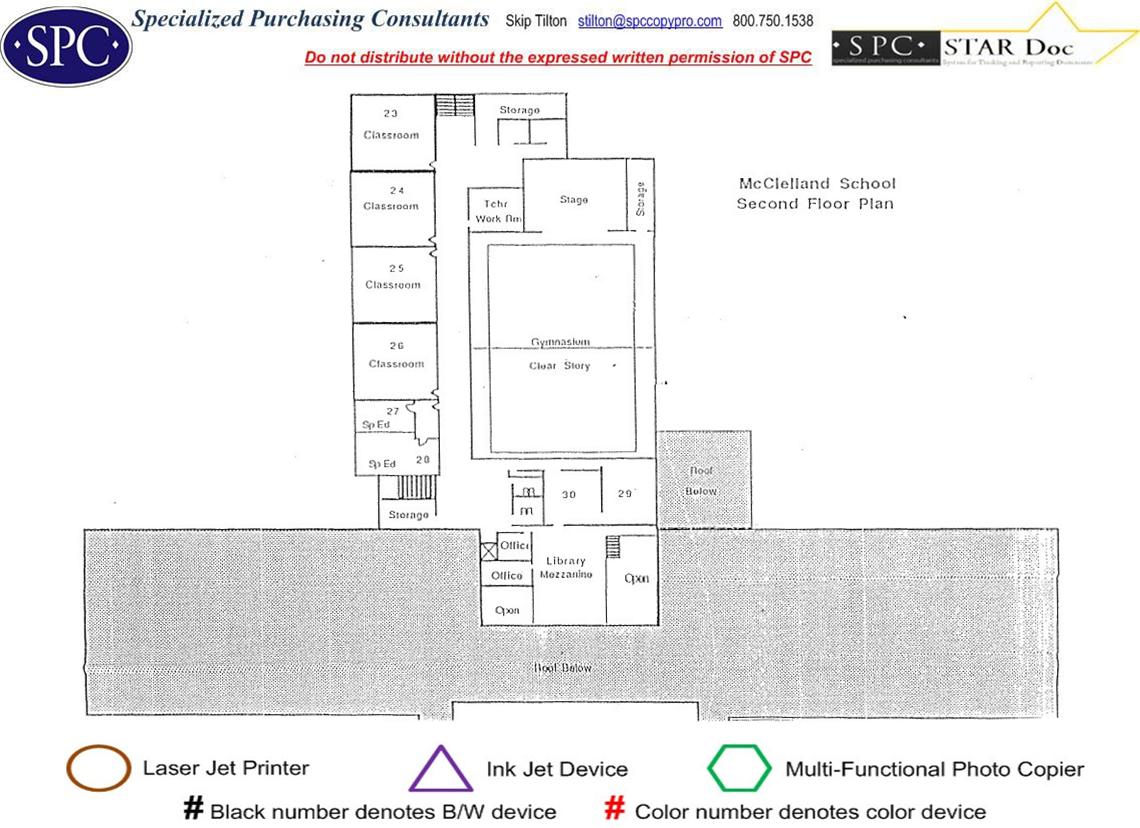 SPC
Specialized Purchasing Consultants Skip Tilton stilton@spccopypro.com 800.750.1538
Do not distribute without the expressed written permission of SPC
·SPC· STAR Doc
specialized purchasing consultants System for Tracking and Reporting Documents
McClelland School
Second Floor Plan
23
Classroom
Storage
24
Classroom
Tchr
Work Rm
Stage
Storage
25
Classroom
26
Classroom
Gymnasium
Clear Story
27
Sp Ed
Sp Ed 28
Storage
RR
RR
30
29
Roof
Below
Office
Office
Open
Library
Mezzanine
Open
Roof Below
Laser Jet Printer
Ink Jet Device
Multi-Functional Photo Copier
# Black number denotes B/W device
# Color number denotes color device